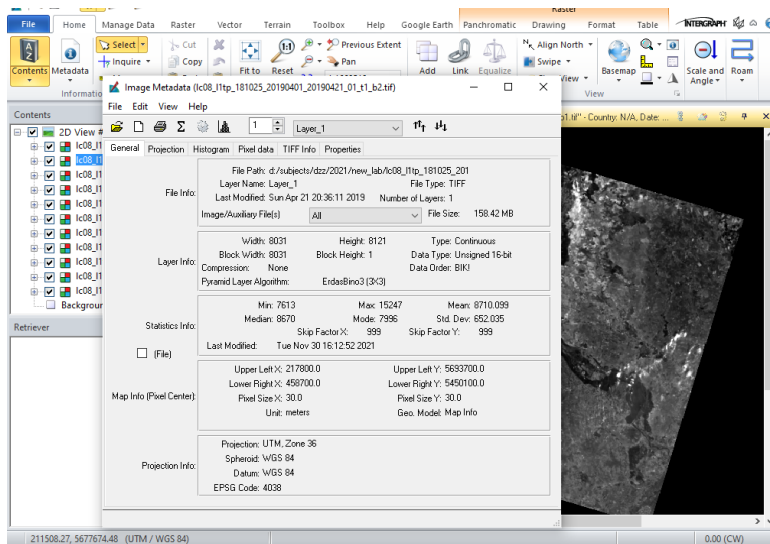 Raster
File Home Manage Data Raster Vector Terrain Toolbox Help Google Earth Panchromatic Drawing Format Table INTERGRAPH
Contents Metadata Select Cut Fit to Reset Previous Extent Add Link Equalize Align North Basemap Scale and Roam
Inquire Copy Pan Swipe Angle
Informatio View
Contents
2D View #
lc08_l1
lc08_l1
lc08_l1
lc08_l1
lc08_l1
lc08_l1
lc08_l1
lc08_l1
lc08_l1
lc08_l1
lc08_l1
Backgrour
Retriever
o1.tif" - Country: N/A, Date: ...
Image Metadata (lc08_l1tp_181025_20190401_20190421_01_t1_b2.tif)
File Edit View Help
1 Layer_1
General Projection Histogram Pixel data TIFF Info Properties
File Info:
File Path: d:/subjects/dzz/2021/new_lab/lc08_l1tp_181025_201
Layer Name: Layer_1 File Type: TIFF
Last Modified: Sun Apr 21 20:36:11 2019 Number of Layers: 1
Image/Auxiliary File(s) All File Size: 158.42 MB
Layer Info:
Width: 8031 Height: 8121 Type: Continuous
Block Width: 8031 Block Height: 1 Data Type: Unsigned 16-bit
Compression: None Data Order: BIK!
Pyramid Layer Algorithm: ErdasBino3 (3X3)
Statistics Info:
Min: 7613 Max: 15247 Mean: 8710.099
Median: 8670 Mode: 7996 Std. Dev: 652.035
Skip Factor X: 999 Skip Factor Y: 999
Last Modified: Tue Nov 30 16:12:52 2021
(File)
Map Info (Pixel Center):
Upper Left X: 217800.0 Upper Left Y: 5693700.0
Lower Right X: 458700.0 Lower Right Y: 5450100.0
Pixel Size X: 30.0 Pixel Size Y: 30.0
Unit: meters Geo. Model: Map Info
Projection Info:
Projection: UTM, Zone 36
Spheroid: WGS 84
Datum: WGS 84
EPSG Code: 4038
211508.27, 5677674.48 (UTM / WGS 84) 0.00 (CW)